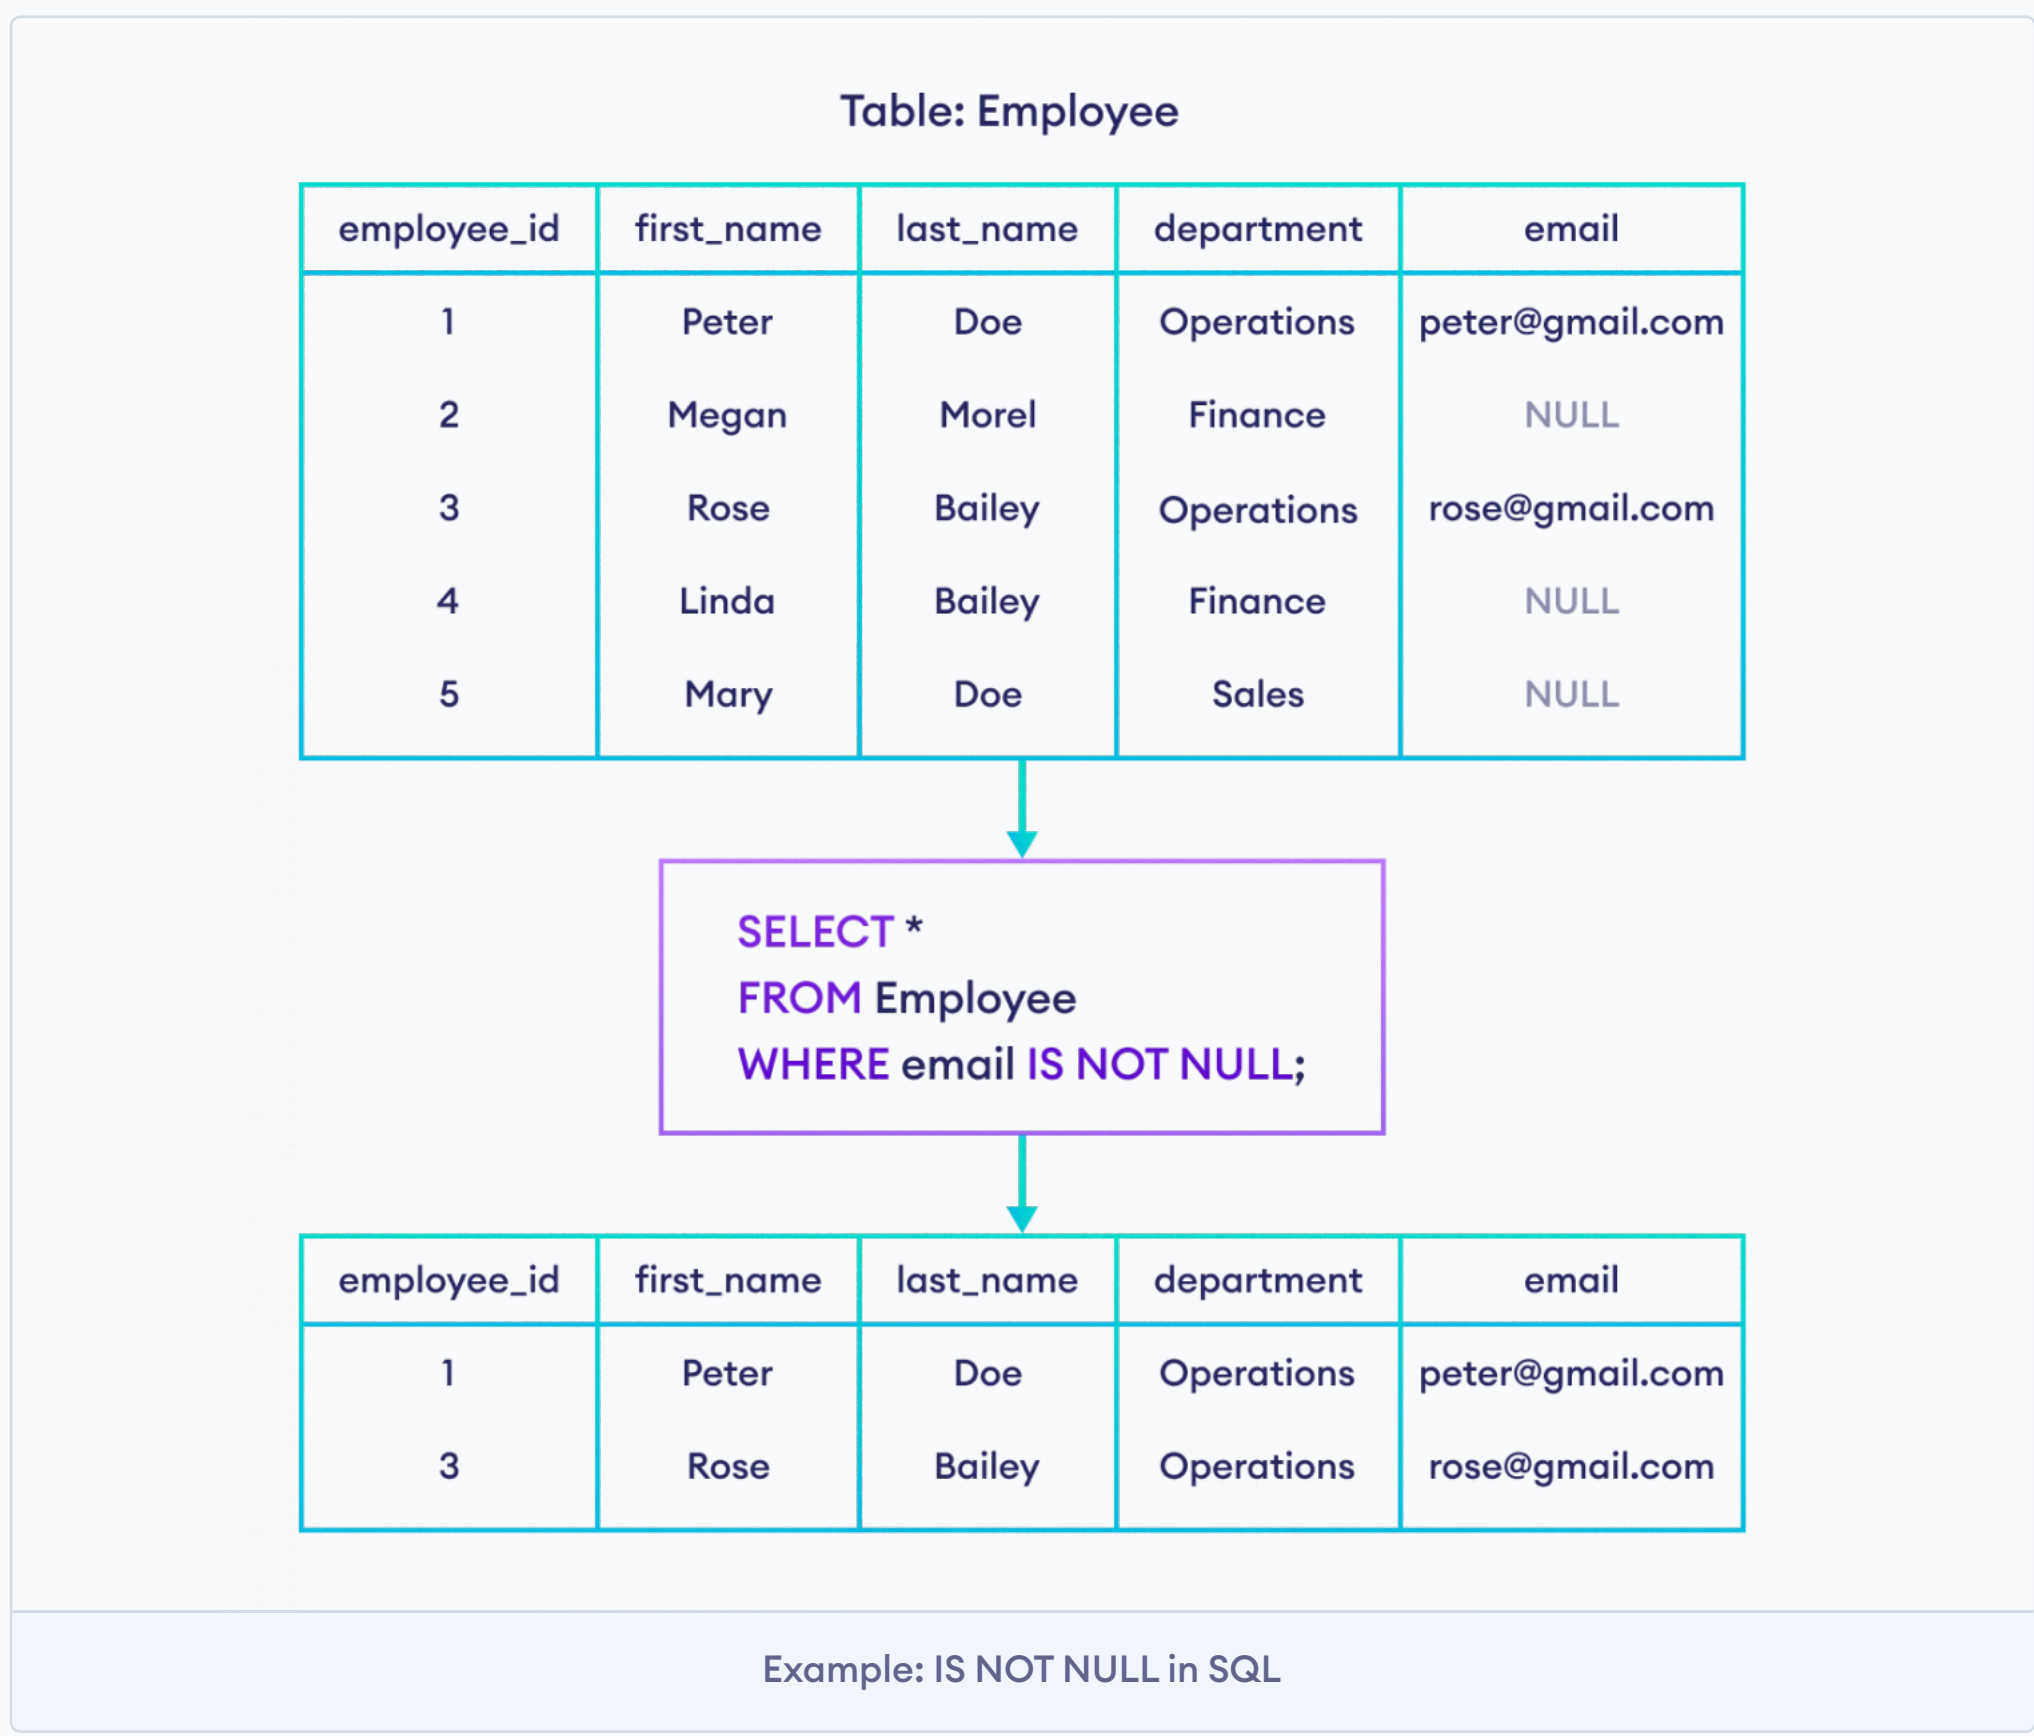 Table: Employee
employee_id first_name last_name department email
1 Peter Doe Operations peter@gmail.com
2 Megan Morel Finance NULL
3 Rose Bailey Operations rose@gmail.com
4 Linda Bailey Finance NULL
5 Mary Doe Sales NULL
SELECT *
FROM Employee
WHERE email IS NOT NULL;
employee_id first_name last_name department email
1 Peter Doe Operations peter@gmail.com
3 Rose Bailey Operations rose@gmail.com
Example: IS NOT NULL in SQL